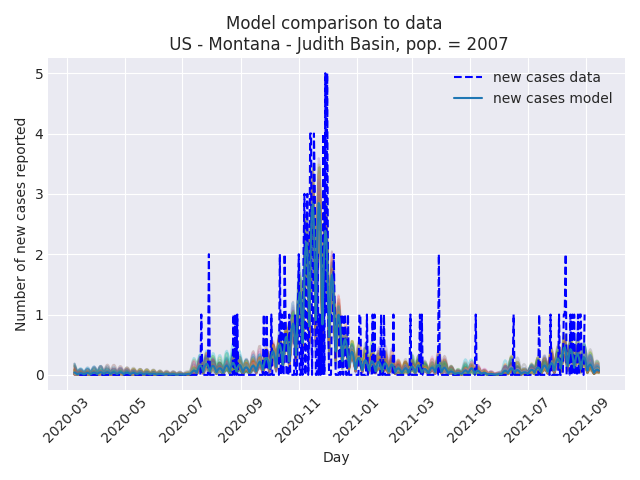 Model comparison to data
US - Montana - Judith Basin, pop. = 2007
new cases data
new cases model
Number of new cases reported
5
4
3
2
1
0
2020-03
2020-05
2020-07
2020-09
2020-11
2021-01
2021-03
2021-05
2021-07
2021-09
Day